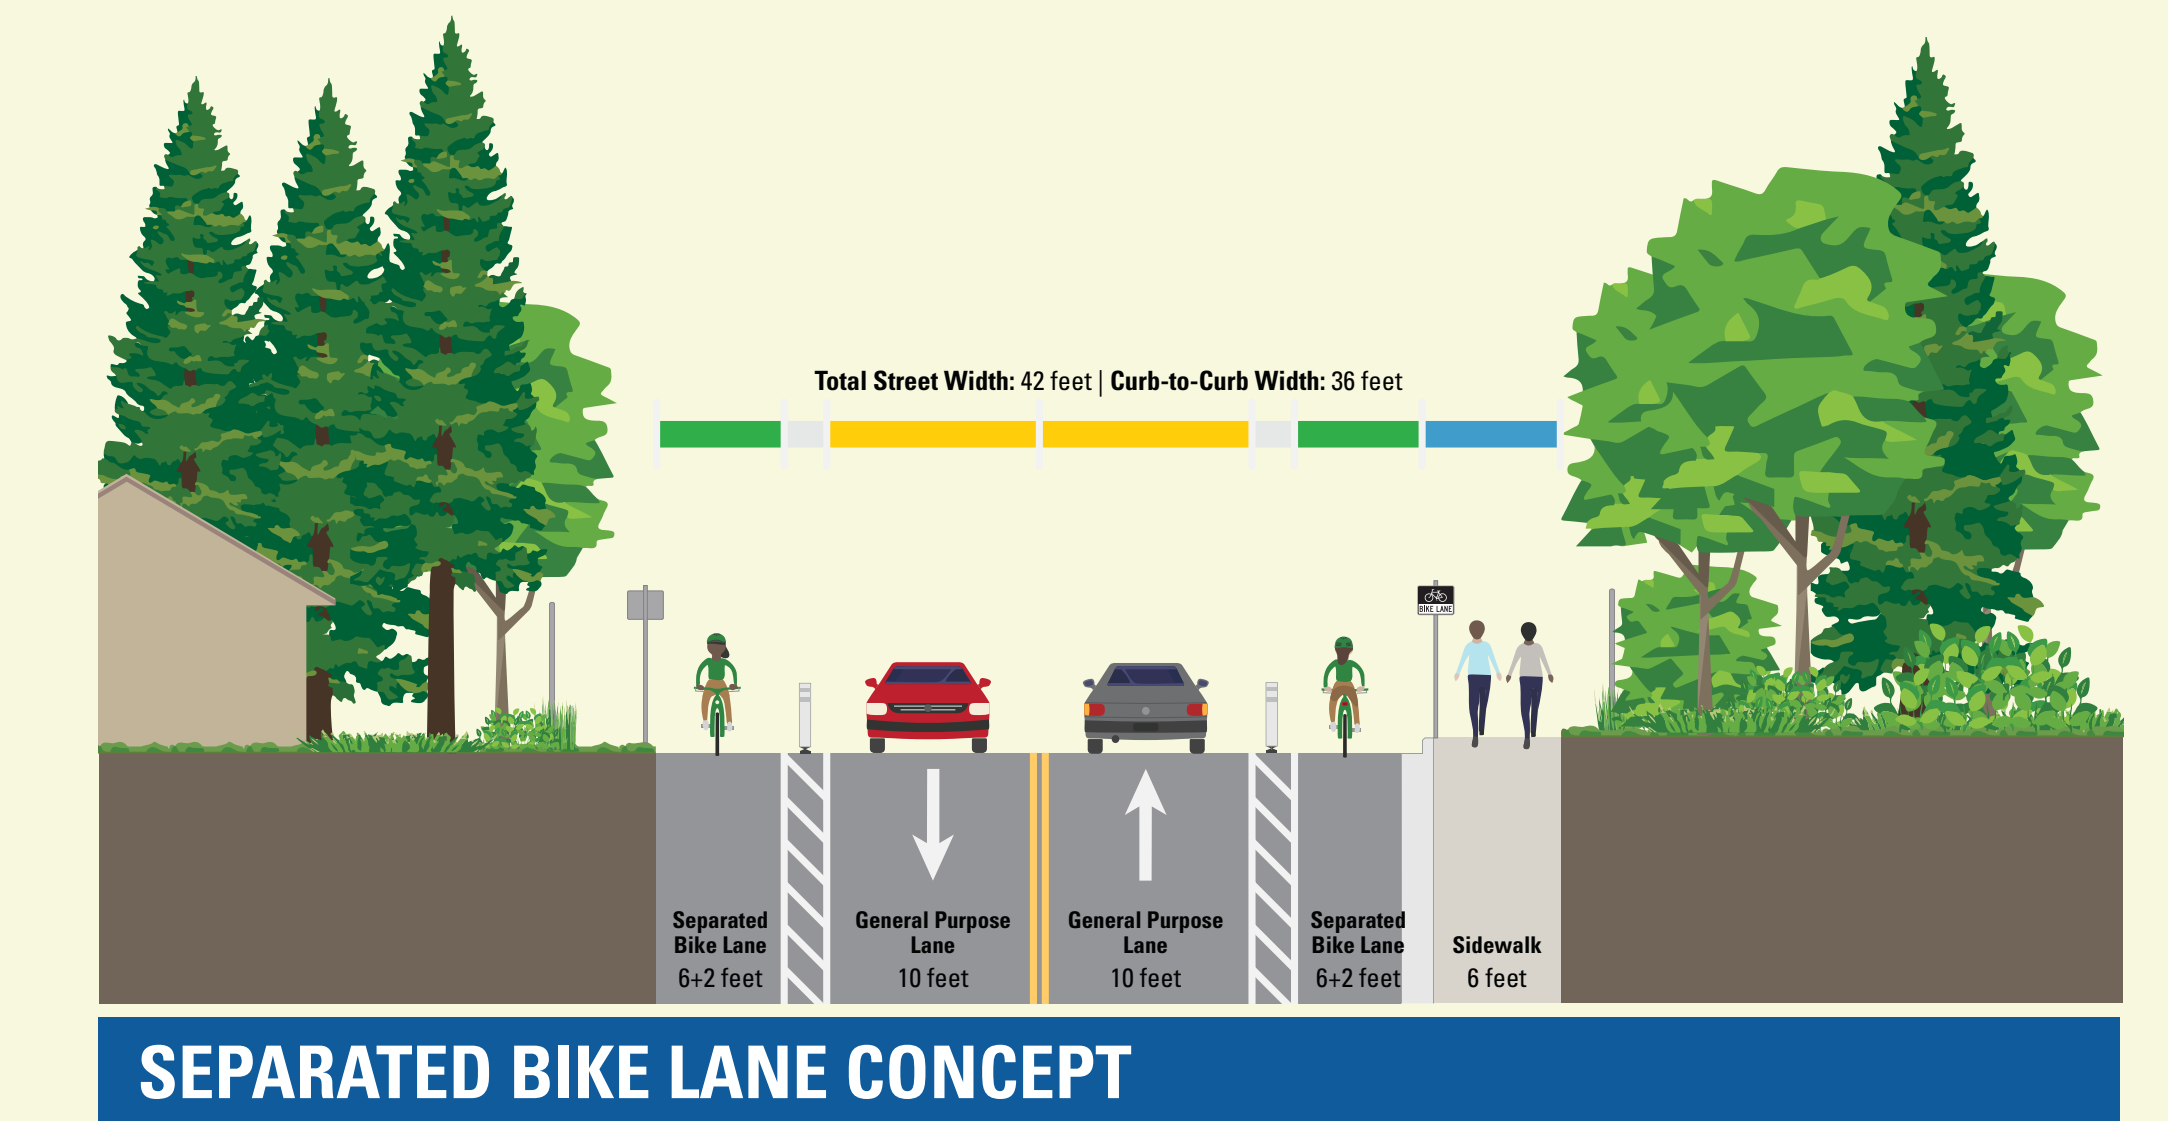 Total Street Width: 42 feet | Curb-to-Curb Width: 36 feet
BIKE LANE
Separated
Bike Lane
6+2 feet
General Purpose
Lane
10 feet
General Purpose
Lane
10 feet
Separated
Bike Lane
6+2 feet
Sidewalk
6 feet
SEPARATED BIKE LANE CONCEPT